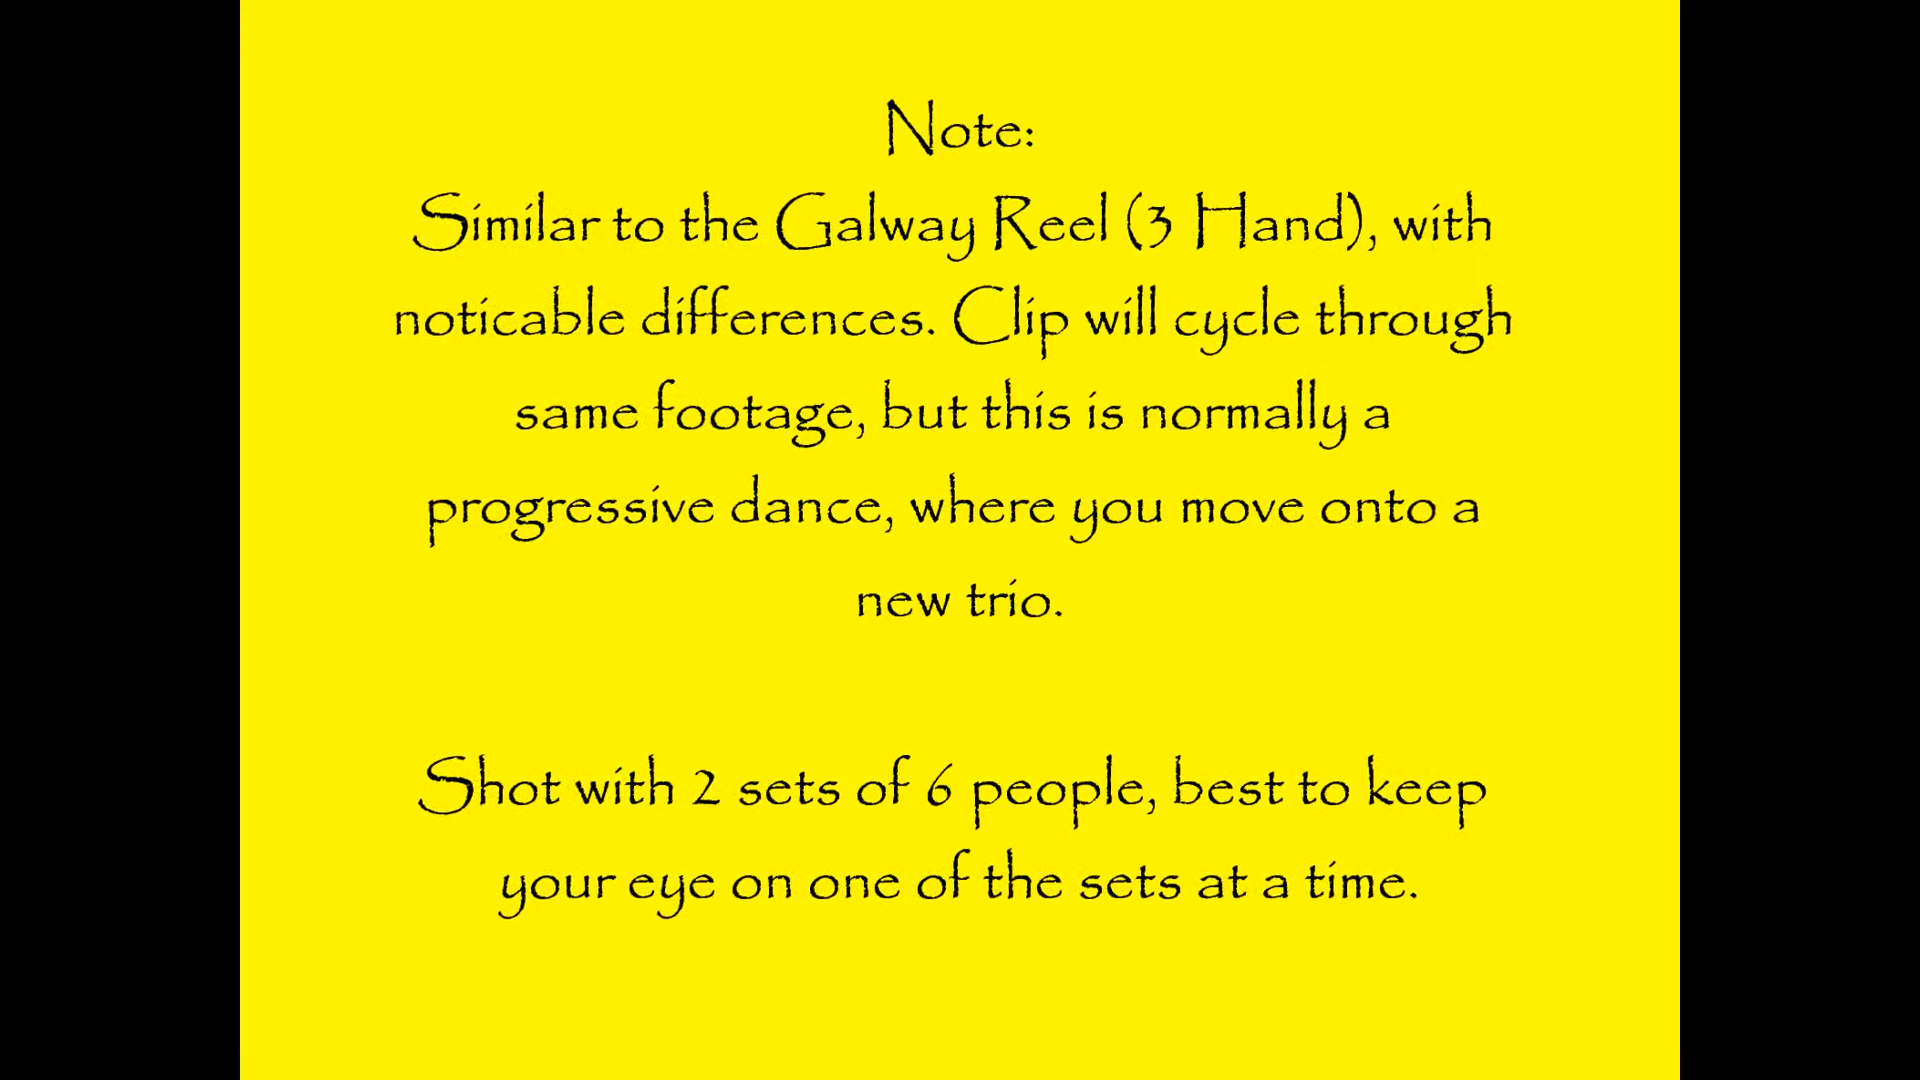 Note:
Similar to the Galway Reel (3 Hand), with
noticable differences. Clip will cycle through
same footage, but this is normally a
progressive dance, where you move onto a
new trio.
Shot with 2 sets of 6 people, best to keep
your eye on one of the sets at a time.